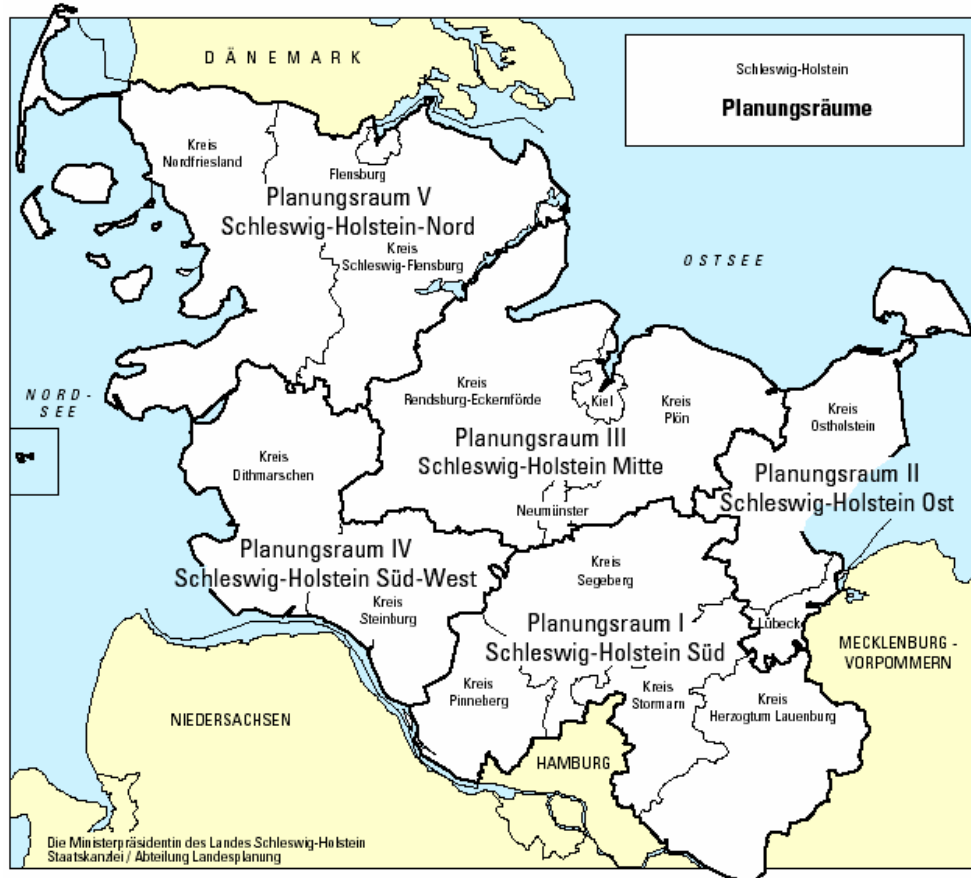 DÄNEMARK
Schleswig-Holstein
Planungsräume
Kreis
Nordfriesland
Flensburg
Planungsraum V
Schleswig-Holstein-Nord
Kreis
Schleswig-Flensburg
OSTSEE
NORD-
SEE
Kreis
Rendsburg-Eckernförde
Kiel
Kreis
Plön
Kreis
Ostholstein
Kreis
Dithmarschen
Planungsraum III
Schleswig-Holstein Mitte
Planungsraum II
Schleswig-Holstein Ost
Neumünster
Planungsraum IV
Schleswig-Holstein Süd-West
Kreis
Segeberg
Kreis
Steinburg
Planungsraum I
Schleswig-Holstein Süd
Lübeck
MECKLENBURG-
VORPOMMERN
Kreis
Pinneberg
Kreis
Stormarn
Kreis
Herzogtum Lauenburg
NIEDERSACHSEN
HAMBURG
Die Ministerpräsidentin des Landes Schleswig-Holstein
Staatskanzlei / Abteilung Landesplanung